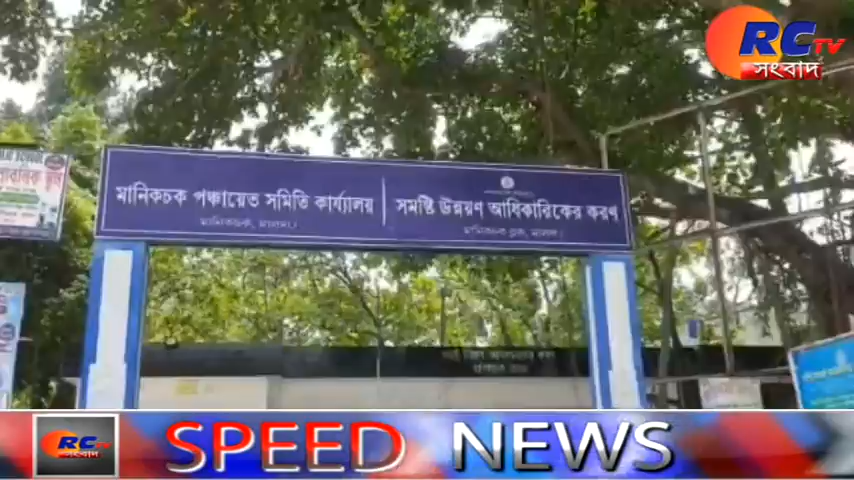 RC TV
সংবাদ
মানিকচক পঞ্চায়েত সমিতি কার্য্যালয়
মানিকচক, মালদা
সমষ্টি উন্নয়ণ আধিকারিকের করণ
মানিকচক ব্লক, মালদা
RC TV
সংবাদ
SPEED NEWS